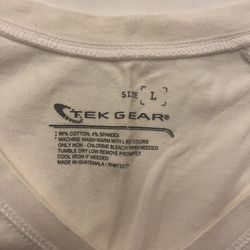 SIZE [ L ]
TEK GEAR®
96% COTTON, 4% SPANDEX
MACHINE WASH WARM WITH LIKE COLORS
ONLY NON - CHLORINE BLEACH WHEN NEEDED
TUMBLE DRY LOW REMOVE PROMPTLY
COOL IRON IF NEEDED
MADE IN GUATEMALA -